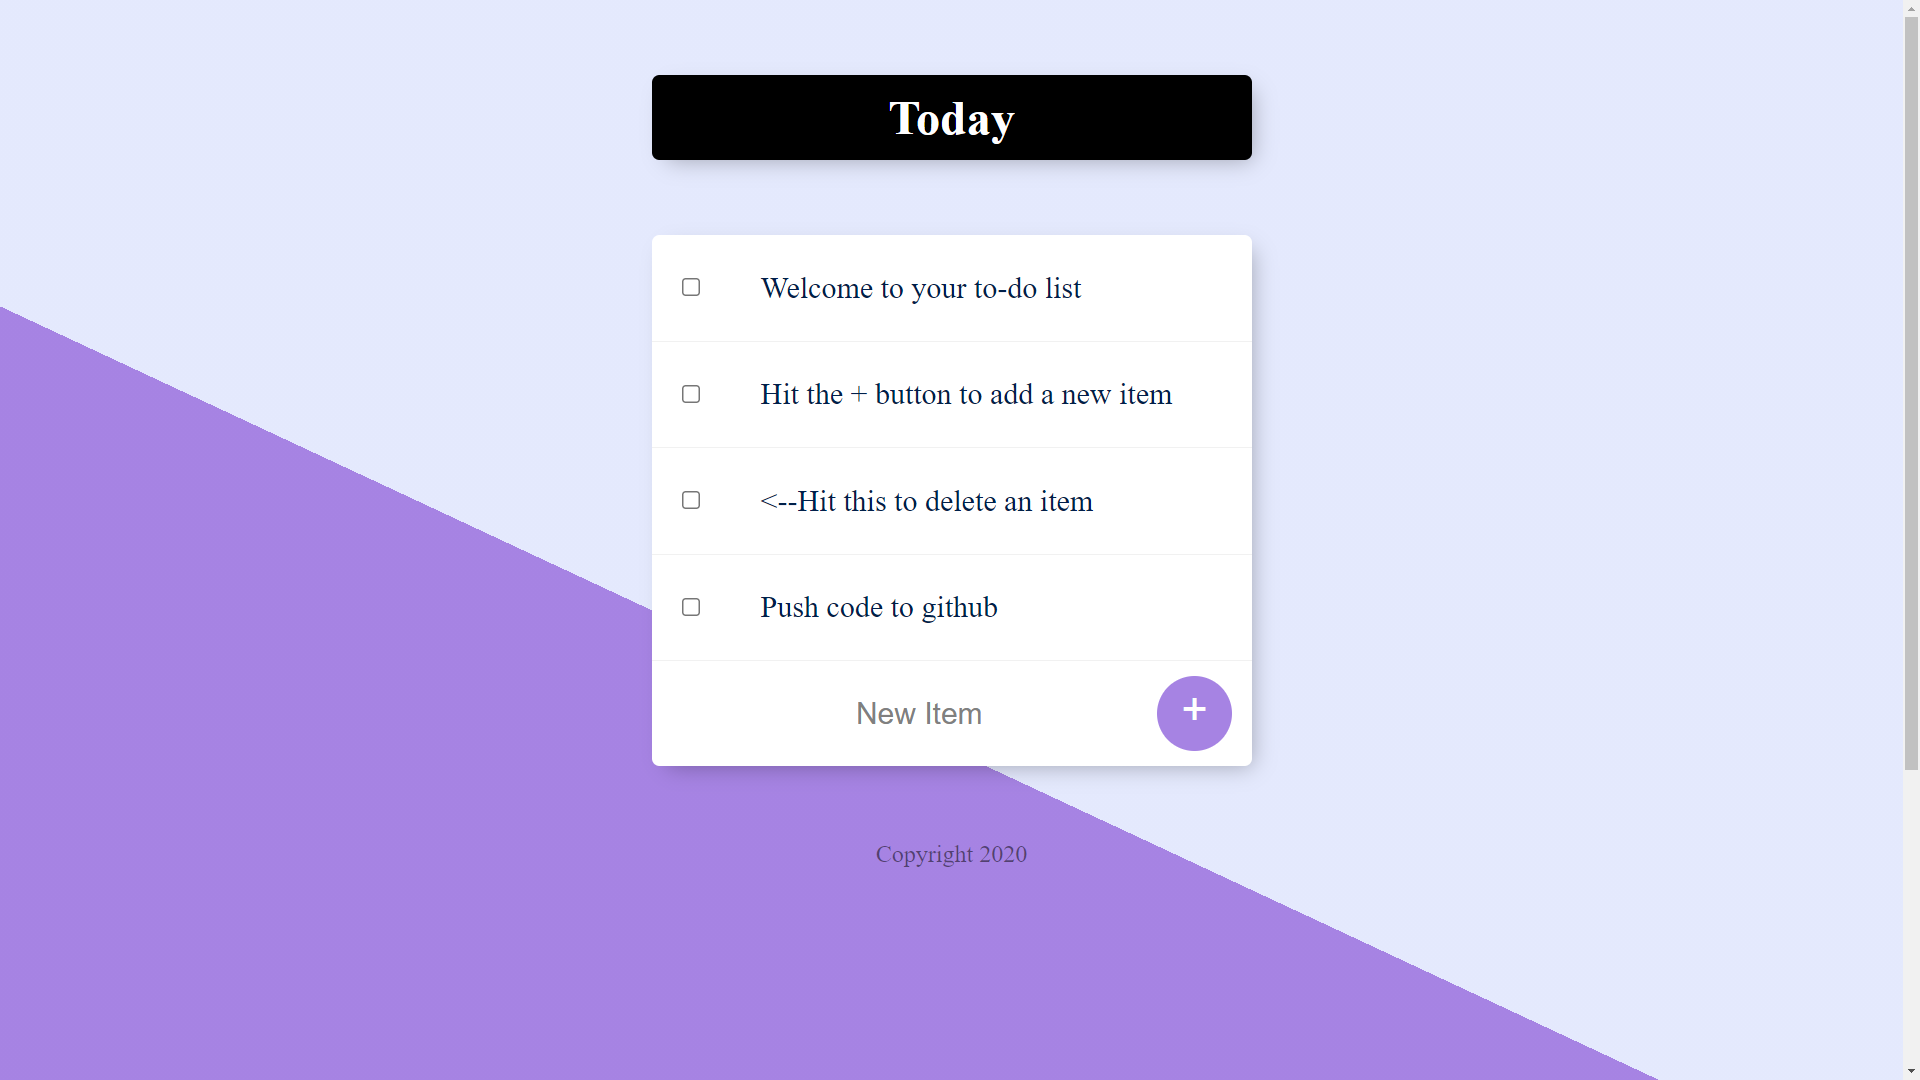 Today
Welcome to your to-do list
Hit the + button to add a new item
<--Hit this to delete an item
Push code to github
New Item
+
Copyright 2020